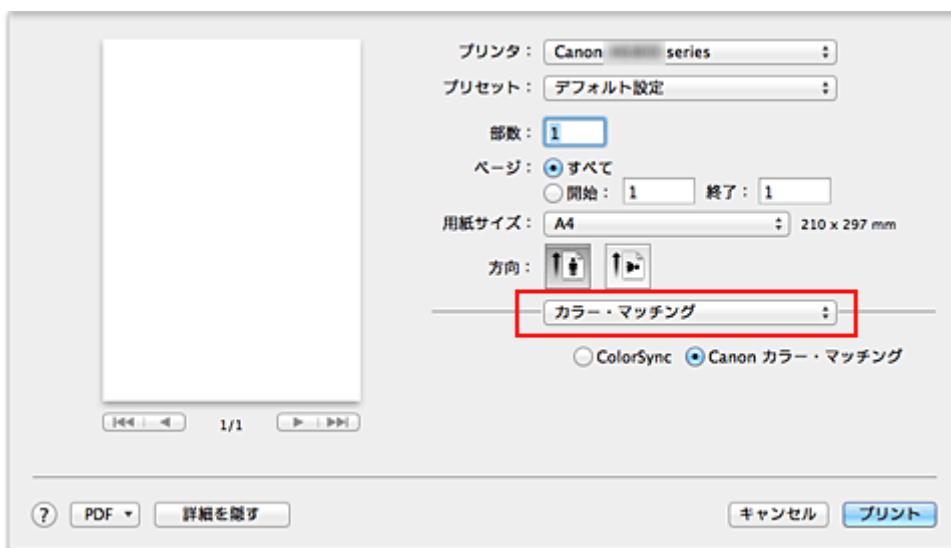 プリンタ： Canon series
プリセット： デフォルト設定
部数： 1
ページ： すべて
開始： 1 終了： 1
用紙サイズ： A4 210 x 297 mm
方向：
カラー・マッチング
ColorSync Canon カラー・マッチング
1/1
? PDF 詳細を隠す キャンセル プリント